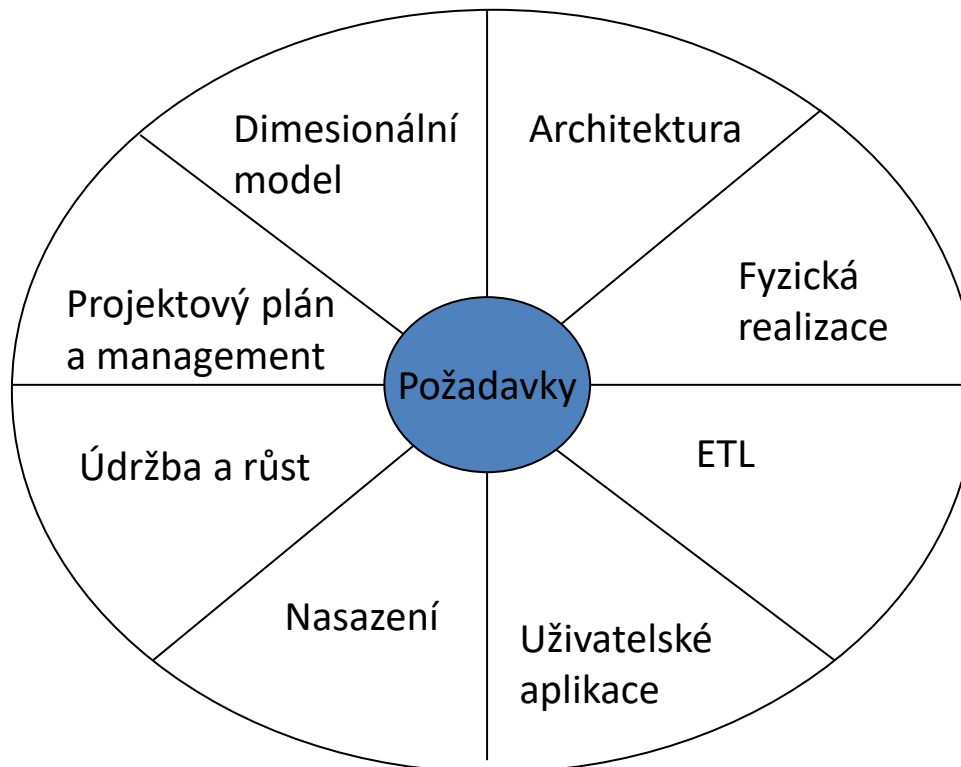 Dimesionální
model
Architektura
Fyzická
realizace
Projektový plán
a management
Požadavky
Údržba a růst
ETL
Nasazení
Uživatelské
aplikace